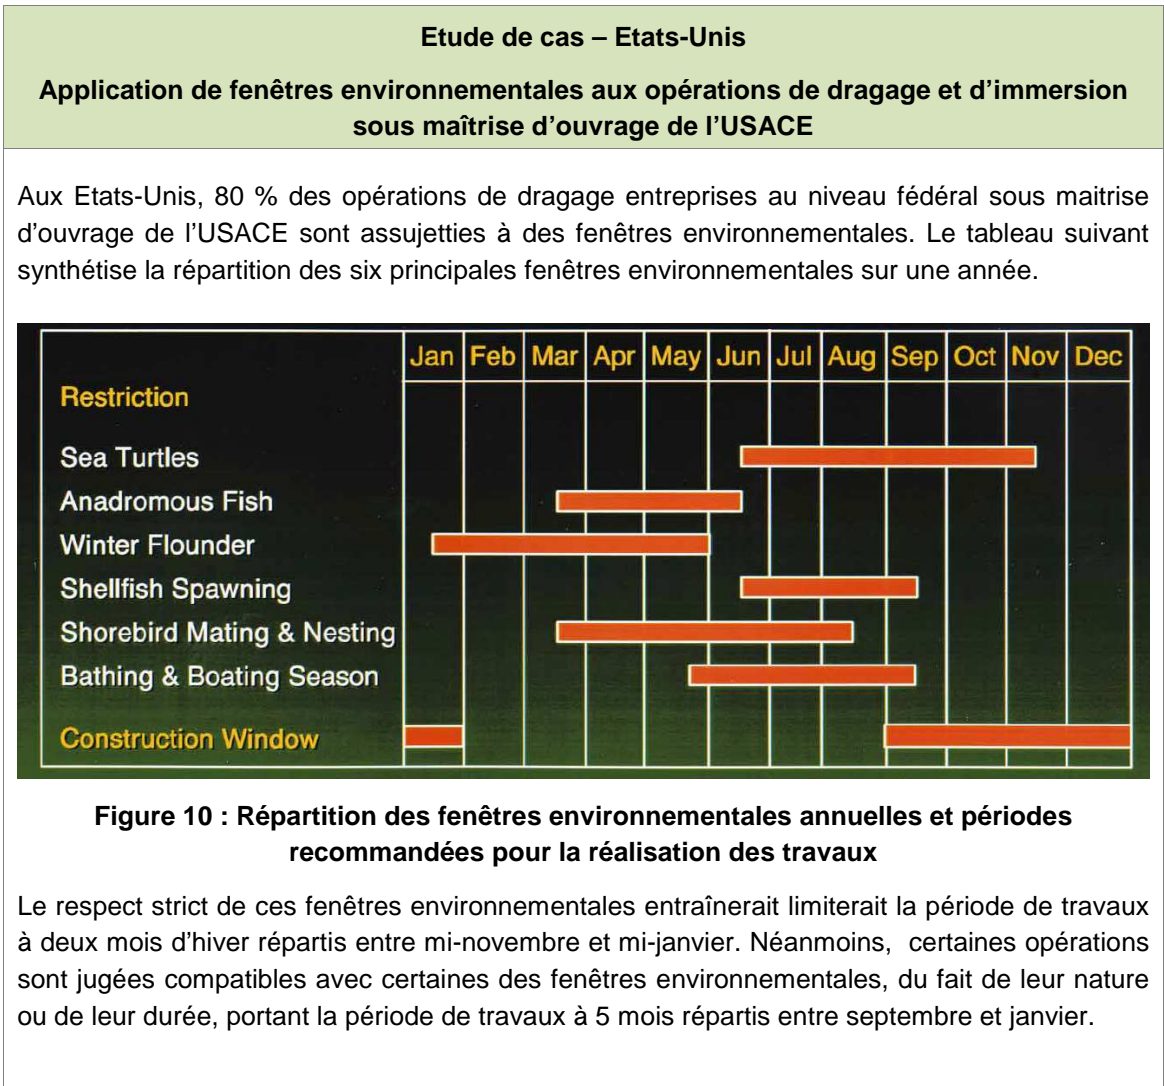 Etude de cas – Etats-Unis
Application de fenêtres environnementales aux opérations de dragage et d’immersion
sous maîtrise d’ouvrage de l’USACE
Aux Etats-Unis, 80 % des opérations de dragage entreprises au niveau fédéral sous maitrise
d’ouvrage de l’USACE sont assujetties à des fenêtres environnementales. Le tableau suivant
synthétise la répartition des six principales fenêtres environnementales sur une année.
Jan Feb Mar Apr May Jun Jul Aug Sep Oct Nov Dec
Restriction
Sea Turtles
Anadromous Fish
Winter Flounder
Shellfish Spawning
Shorebird Mating & Nesting
Bathing & Boating Season
Construction Window
Figure 10 : Répartition des fenêtres environnementales annuelles et périodes
recommandées pour la réalisation des travaux
Le respect strict de ces fenêtres environnementales entraînerait limiterait la période de travaux
à deux mois d’hiver répartis entre mi-novembre et mi-janvier. Néanmoins, certaines opérations
sont jugées compatibles avec certaines des fenêtres environnementales, du fait de leur nature
ou de leur durée, portant la période de travaux à 5 mois répartis entre septembre et janvier.